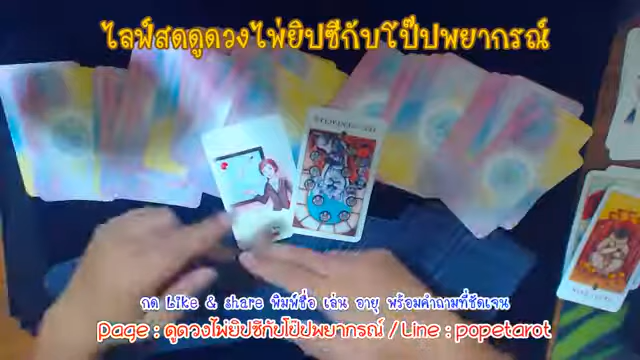 ไลฟ์สดดูดวงไพ่ยิปซีกับโป๊ปพยากรณ์
กด Like & share พิมพ์ชื่อ เล่น อายุ พร้อมคำถามที่ชัดเจน
Page : ดูดวงไพ่ยิปซีกับโป๊ปพยากรณ์ / Line : popetarot